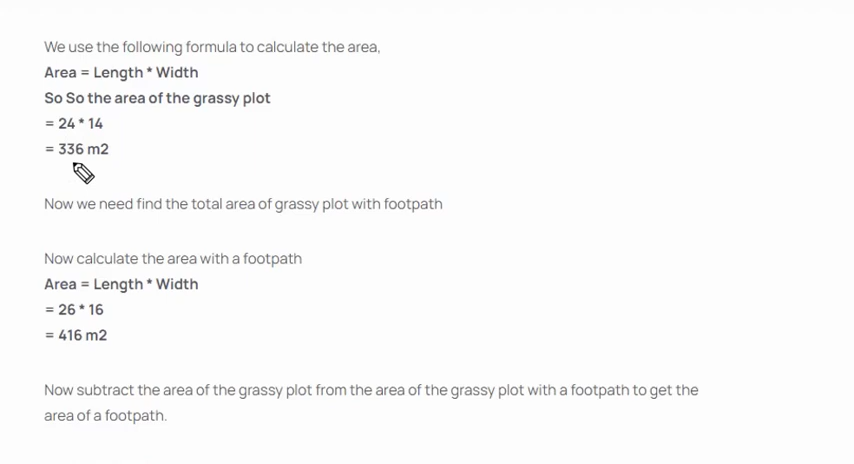 We use the following formula to calculate the area,
Area = Length * Width
So So the area of the grassy plot
= 24 * 14
= 336 m2
Now we need find the total area of grassy plot with footpath
Now calculate the area with a footpath
Area = Length * Width
= 26 * 16
= 416 m2
Now subtract the area of the grassy plot from the area of the grassy plot with a footpath to get the
area of a footpath.